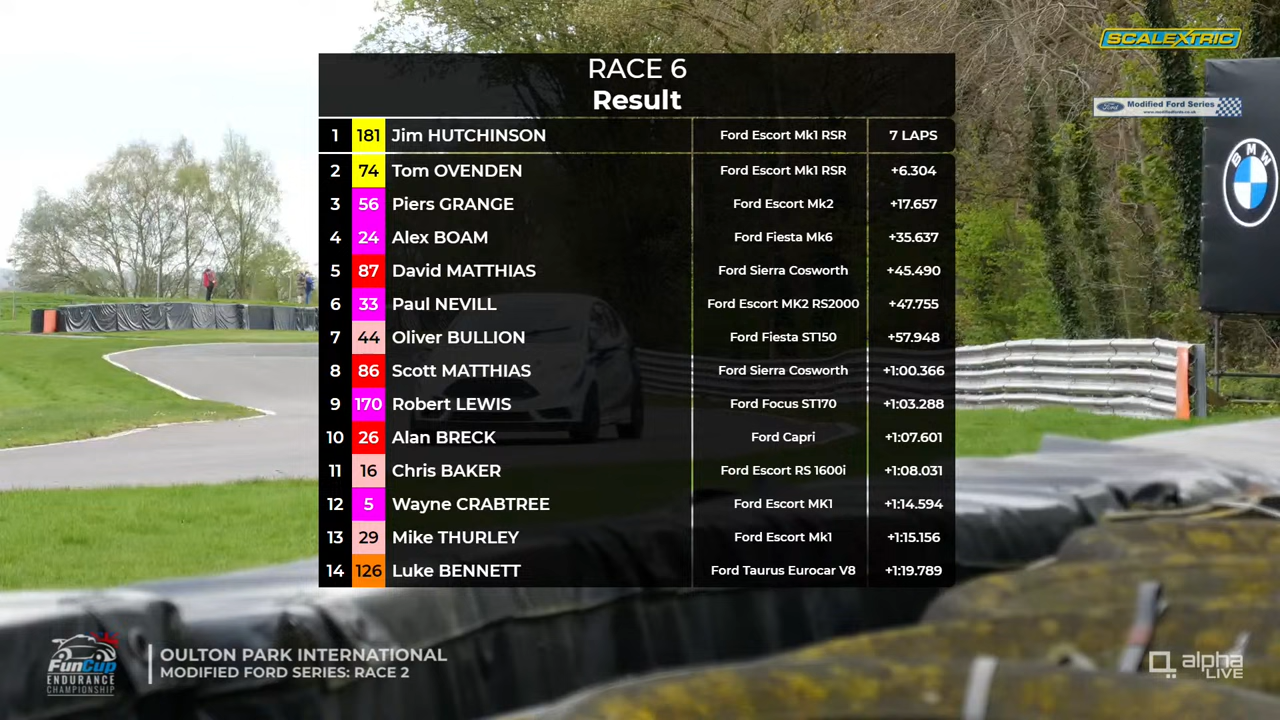 SCALEXTRIC
Ford Modified Ford Series
www.modifiedfords.co.uk
BMW
RACE 6
Result
1 181 Jim HUTCHINSON Ford Escort Mk1 RSR 7 LAPS
2 74 Tom OVENDEN Ford Escort Mk1 RSR +6.304
3 56 Piers GRANGE Ford Escort Mk2 +17.657
4 24 Alex BOAM Ford Fiesta Mk6 +35.637
5 87 David MATTHIAS Ford Sierra Cosworth +45.490
6 33 Paul NEVILL Ford Escort MK2 RS2000 +47.755
7 44 Oliver BULLION Ford Fiesta ST150 +57.948
8 86 Scott MATTHIAS Ford Sierra Cosworth +1:00.366
9 170 Robert LEWIS Ford Focus ST170 +1:03.288
10 26 Alan BRECK Ford Capri +1:07.601
11 16 Chris BAKER Ford Escort RS 1600i +1:08.031
12 5 Wayne CRABTREE Ford Escort MK1 +1:14.594
13 29 Mike THURLEY Ford Escort Mk1 +1:15.156
14 126 Luke BENNETT Ford Taurus Eurocar V8 +1:19.789
FunCup
ENDURANCE
CHAMPIONSHIP
OULTON PARK INTERNATIONAL
MODIFIED FORD SERIES: RACE 2
alpha
LIVE